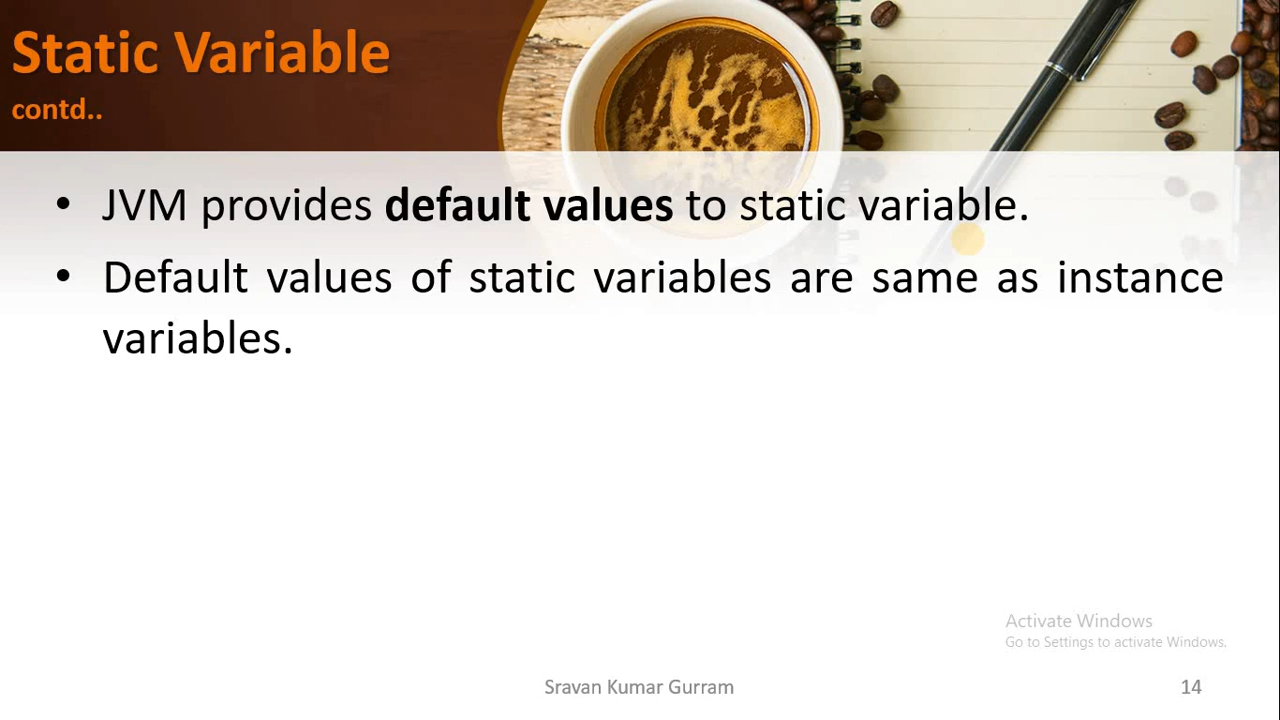 Static Variable
contd..
• JVM provides default values to static variable.
• Default values of static variables are same as instance
variables.
Activate Windows
Go to Settings to activate Windows.
Sravan Kumar Gurram
14